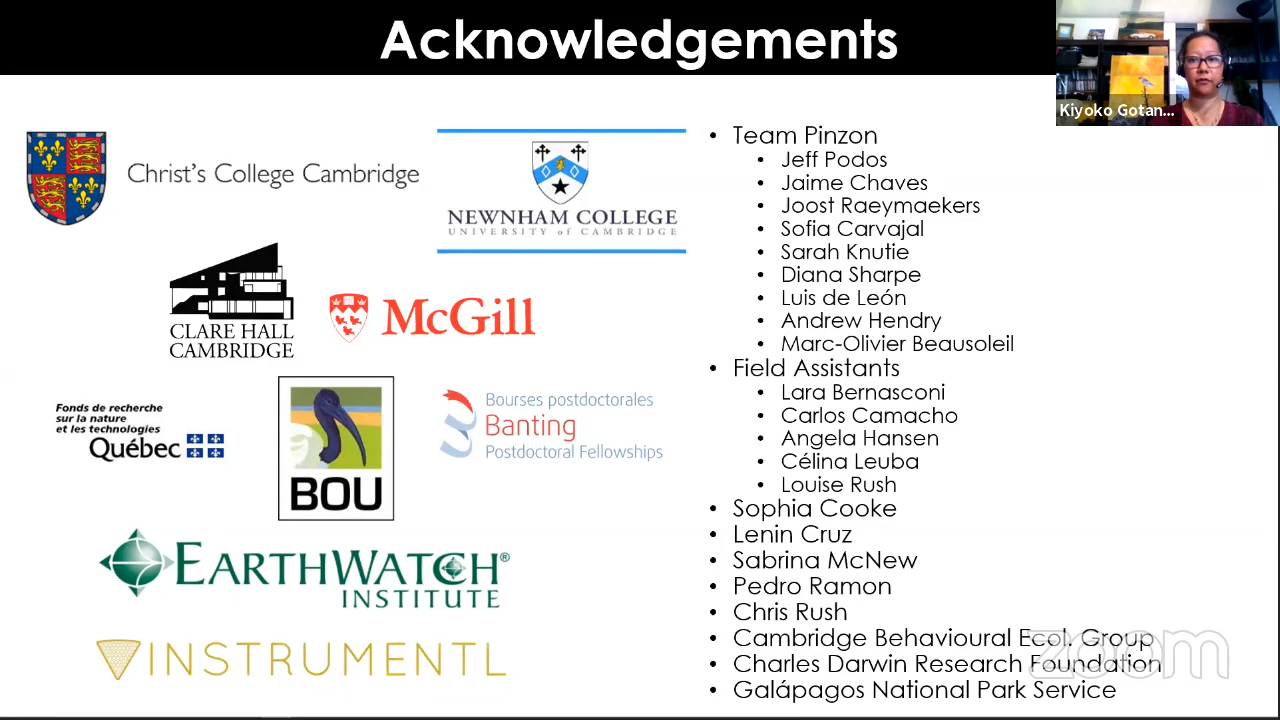 Acknowledgements
Kiyoko Gotan...
Christ's College Cambridge
NEWNHAM COLLEGE
UNIVERSITY of CAMBRIDGE
CLARE HALL
CAMBRIDGE
McGill
Fonds de recherche
sur la nature
et les technologies
Québec
BOU
Bourses postdoctorales
Banting
Postdoctoral Fellowships
EARTHWATCH®
INSTITUTE
INSTRUMENTL
• Team Pinzon
• Jeff Podos
• Jaime Chaves
• Joost Raeymaekers
• Sofia Carvajal
• Sarah Knutie
• Diana Sharpe
• Luis de León
• Andrew Hendry
• Marc-Olivier Beausoleil
• Field Assistants
• Lara Bernasconi
• Carlos Camacho
• Angela Hansen
• Célina Leuba
• Louise Rush
• Sophia Cooke
• Lenin Cruz
• Sabrina McNew
• Pedro Ramon
• Chris Rush
• Cambridge Behavioural Ecol. Group
• Charles Darwin Research Foundation
• Galápagos National Park Service
zoom